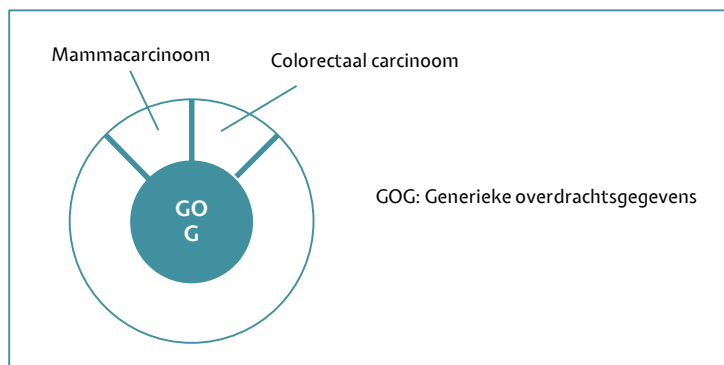 Mammacarcinoom
Colorectaal carcinoom
GO
G
GOG: Generieke overdrachtsgegevens